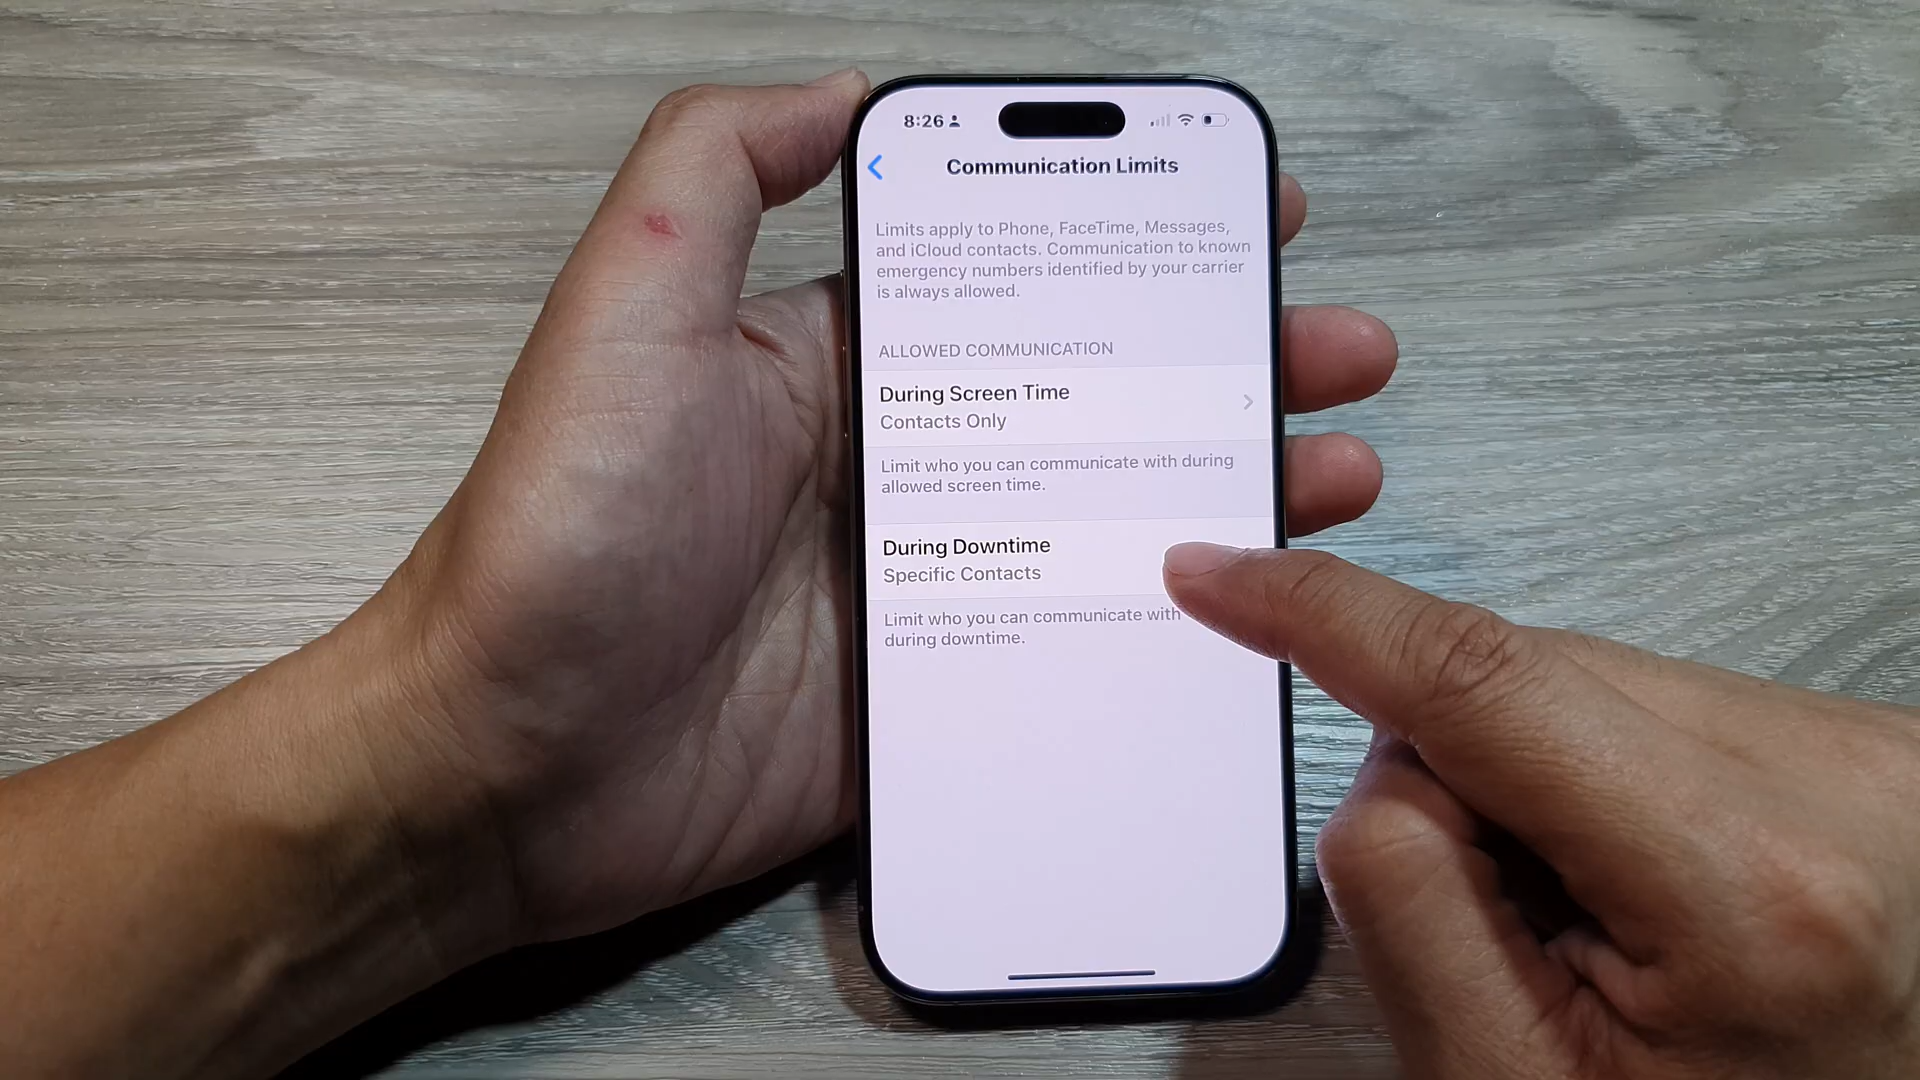 8:26
Communication Limits
Limits apply to Phone, FaceTime, Messages,
and iCloud contacts. Communication to known
emergency numbers identified by your carrier
is always allowed.
ALLOWED COMMUNICATION
During Screen Time
Contacts Only
Limit who you can communicate with during
allowed screen time.
During Downtime
Specific Contacts
Limit who you can communicate with
during downtime.